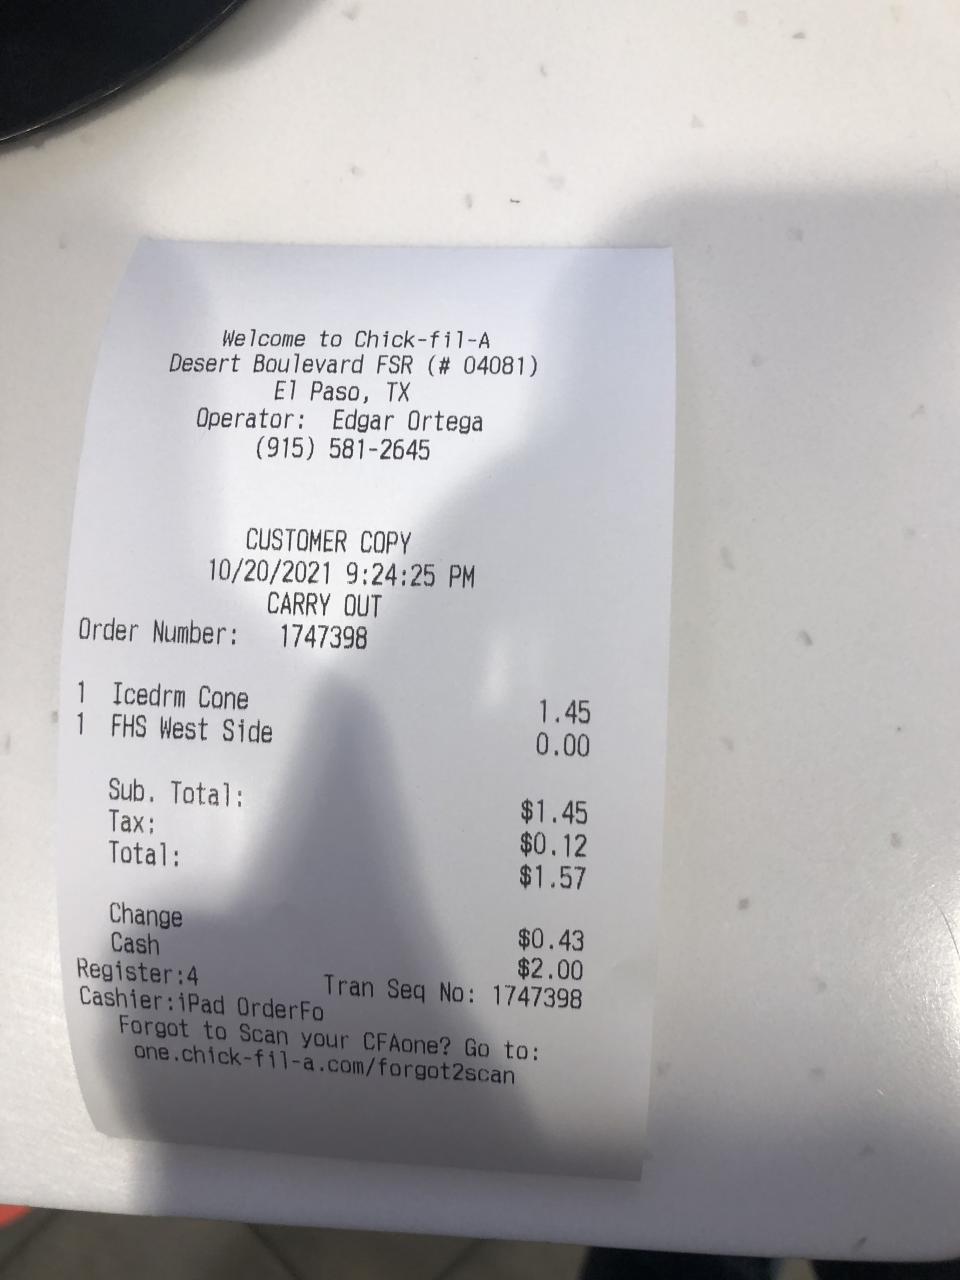 Welcome to Chick-fil-A
Desert Boulevard FSR (# 04081)
El Paso, TX
Operator: Edgar Ortega
(915) 581-2645
CUSTOMER COPY
10/20/2021 9:24:25 PM
CARRY OUT
Order Number: 1747398
1 Icedrm Cone 1.45
1 FHS West Side 0.00
Sub. Total: $1.45
Tax: $0.12
Total: $1.57
Change $0.43
Cash $2.00
Register:4 Tran Seq No: 1747398
Cashier:iPad OrderFo
Forgot to Scan your CFAone? Go to:
one.chick-fil-a.com/forgot2scan